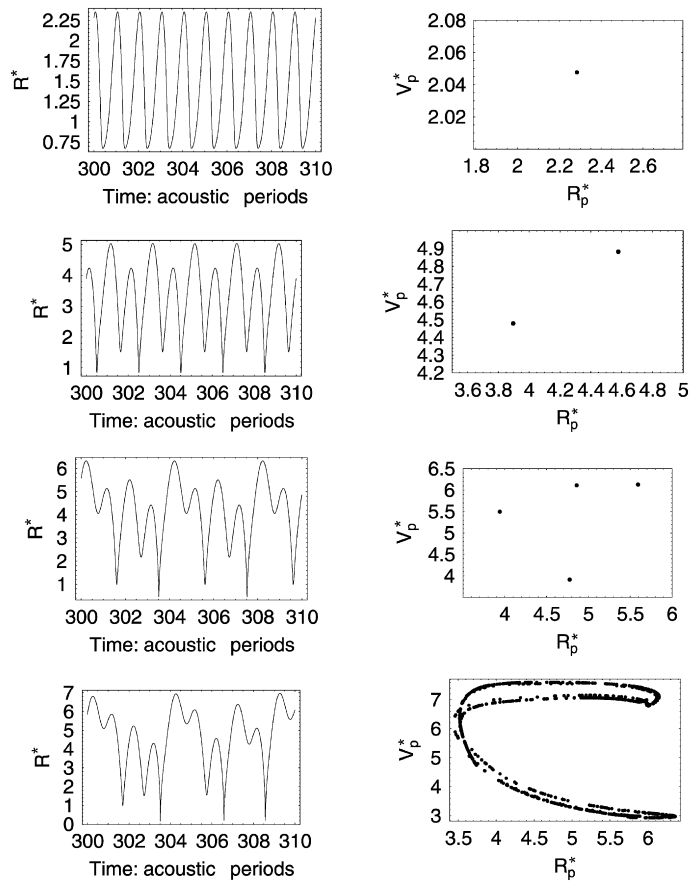 2.25
2
1.75
1.5
1.25
1
0.75
R*
300 302 304 306 308 310
Time: acoustic periods
2.08
2.06
2.04
2.02
V*p
1.8 2 2.2 2.4 2.6
R*p
5
4
3
2
1
R*
300 302 304 306 308 310
Time: acoustic periods
4.9
4.8
4.7
4.6
4.5
4.4
4.3
4.2
V*p
3.6 3.8 4 4.2 4.4 4.6 4.8 5
R*p
6
5
4
3
2
1
R*
300 302 304 306 308 310
Time: acoustic periods
6.5
6
5.5
5
4.5
4
V*p
4 4.5 5 5.5 6
R*p
7
6
5
4
3
2
1
0
R*
300 302 304 306 308 310
Time: acoustic periods
7
6
5
4
3
V*p
3.5 4 4.5 5 5.5 6
R*p